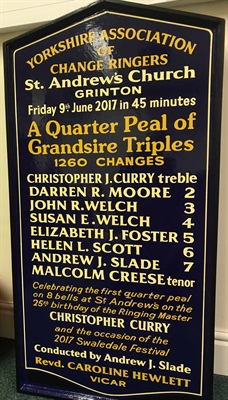 YORKSHIRE ASSOCIATION
OF
CHANGE RINGERS
St. Andrew's Church
GRINTON
Friday 9th June 2017 in 45 minutes
A Quarter Peal of
Grandsire Triples
1260 CHANGES
CHRISTOPHER J. CURRY treble
DARREN R. MOORE 2
JOHN R. WELCH 3
SUSAN E. WELCH 4
ELIZABETH J. FOSTER 5
HELEN L. SCOTT 6
ANDREW J. SLADE 7
MALCOLM CREESE tenor
Celebrating the first quarter peal
on 8 bells at St Andrew's on the
25th birthday of the Ringing Master
CHRISTOPHER CURRY
and the occasion of the
2017 Swaledale Festival
Conducted by Andrew J. Slade
Revd. CAROLINE HEWLETT
VICAR